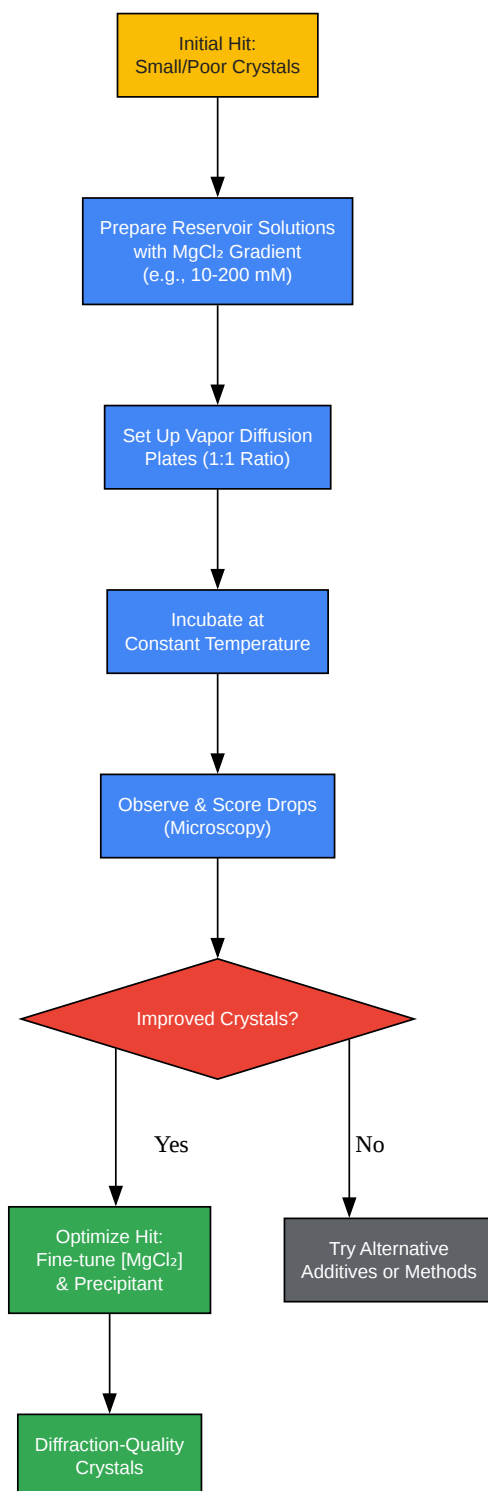 Initial Hit:
Small/Poor Crystals
Prepare Reservoir Solutions
with MgCl₂ Gradient
(e.g., 10-200 mM)
Set Up Vapor Diffusion
Plates (1:1 Ratio)
Incubate at
Constant Temperature
Observe & Score Drops
(Microscopy)
Improved Crystals?
Yes
No
Optimize Hit:
Fine-tune [MgCl₂]
& Precipitant
Try Alternative
Additives or Methods
Diffraction-Quality
Crystals